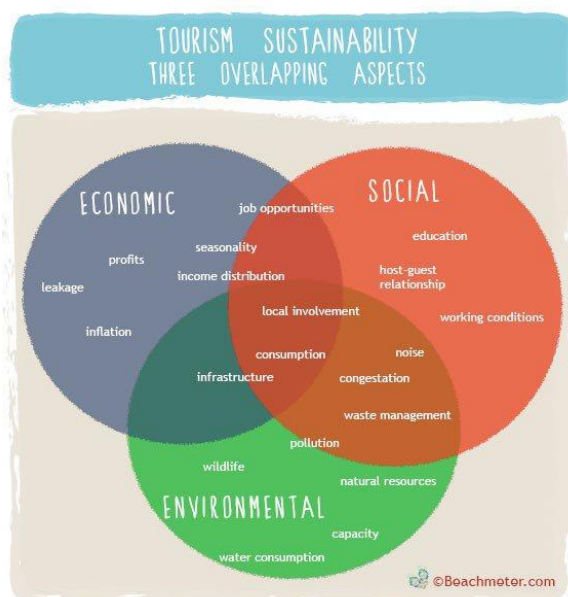 TOURISM SUSTAINABILITY
THREE OVERLAPPING ASPECTS
ECONOMIC
SOCIAL
job opportunities
education
seasonality
profits
income distribution
host-guest
relationship
leakage
local involvement
working conditions
inflation
consumption
noise
infrastructure
congestion
waste management
pollution
wildlife
natural resources
ENVIRONMENTAL
capacity
water consumption
©Beachmeter.com